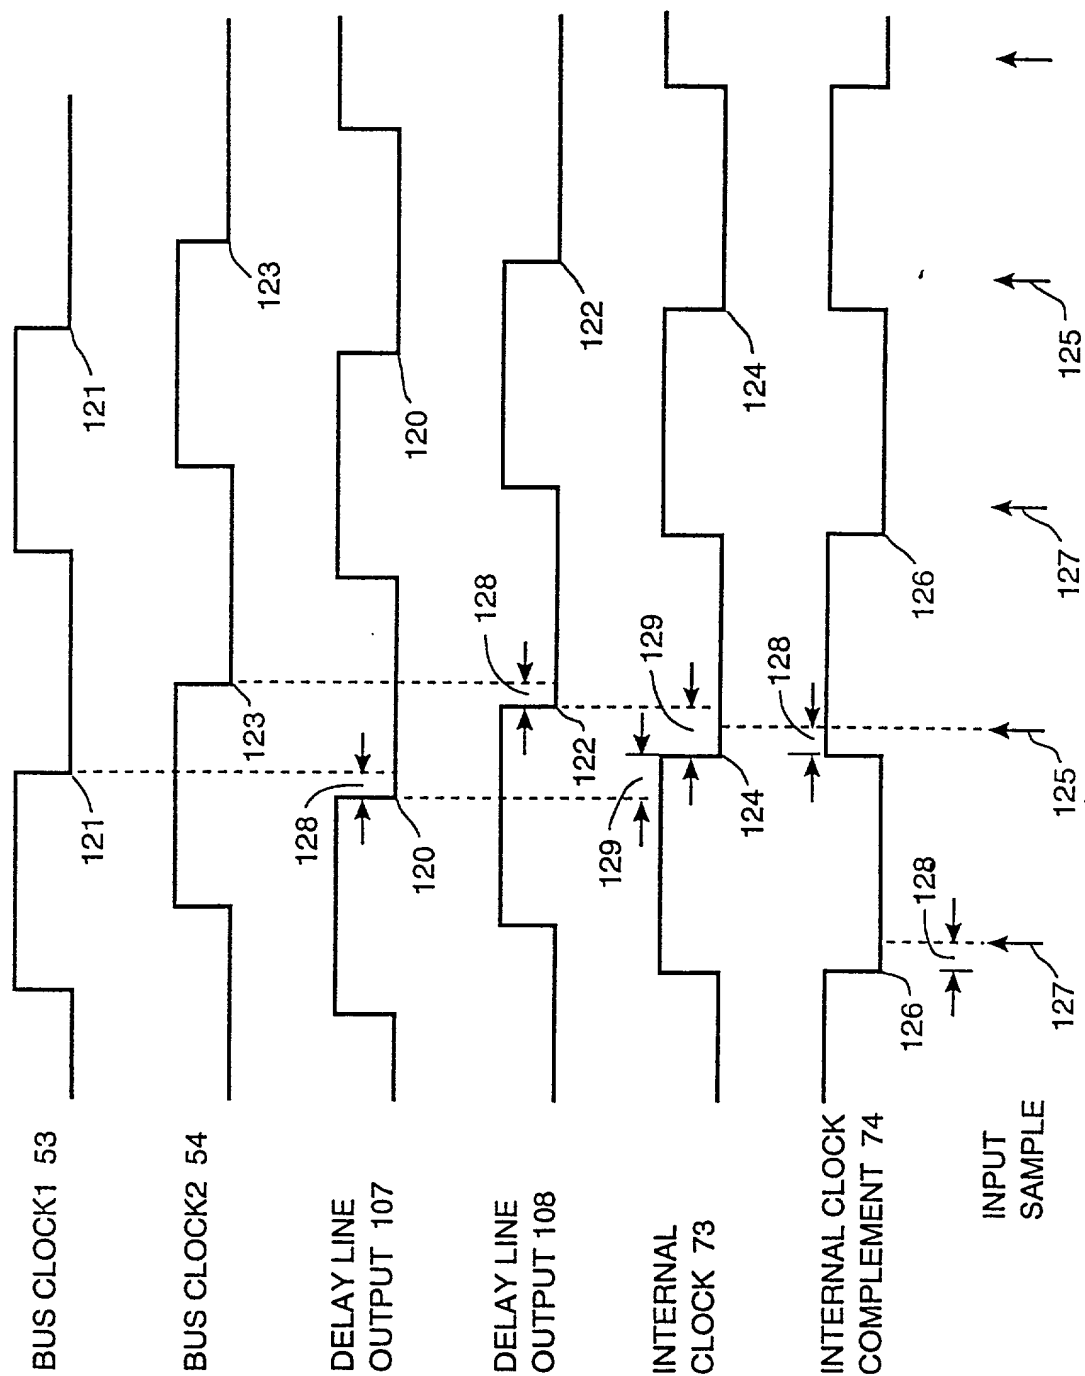 BUS CLOCK1 53
121
121
BUS CLOCK2 54
123
123
DELAY LINE
OUTPUT 107
128
120
120
DELAY LINE
OUTPUT 108
122
128
122
INTERNAL
CLOCK 73
129
124
129
124
INTERNAL CLOCK
COMPLEMENT 74
126
128
128
126
INPUT
SAMPLE
127
125
127
125